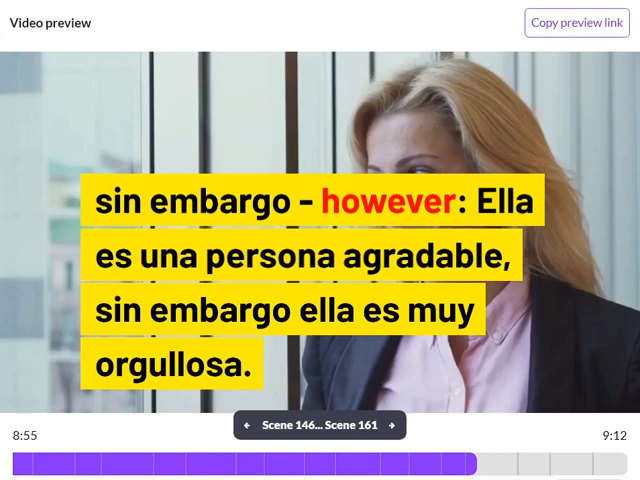 Video preview
Copy preview link
sin embargo - however: Ella
es una persona agradable,
sin embargo ella es muy
orgullosa.
← Scene 146... Scene 161 →
8:55
9:12